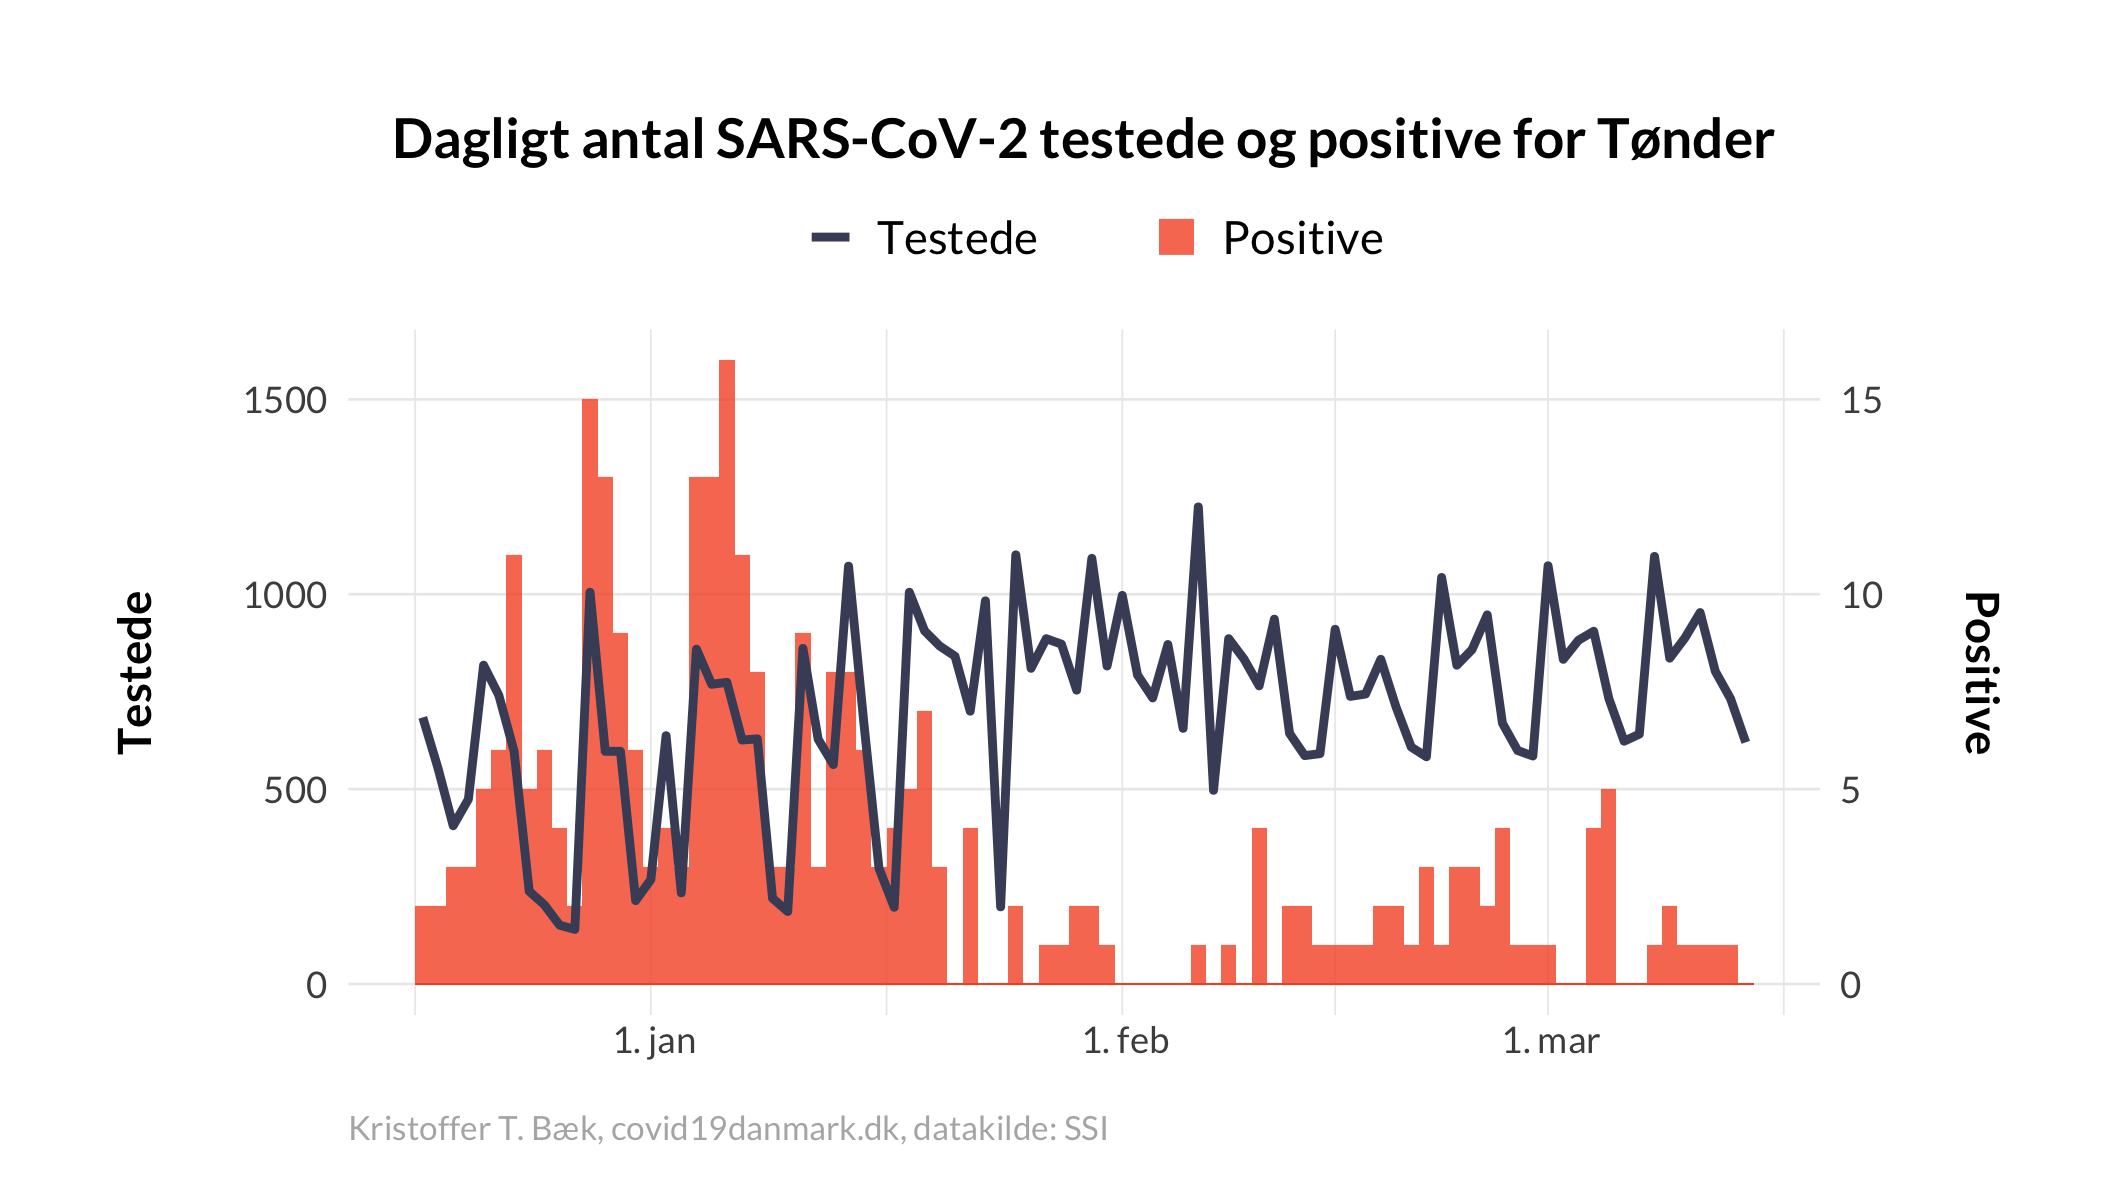 Dagligt antal SARS-CoV-2 testede og positive for Tønder
Testede Positive
Testede
1500
1000
500
0
15
10
5
0
Positive
1. jan 1. feb 1. mar
Kristoffer T. Bæk, covid19danmark.dk, datakilde: SSI